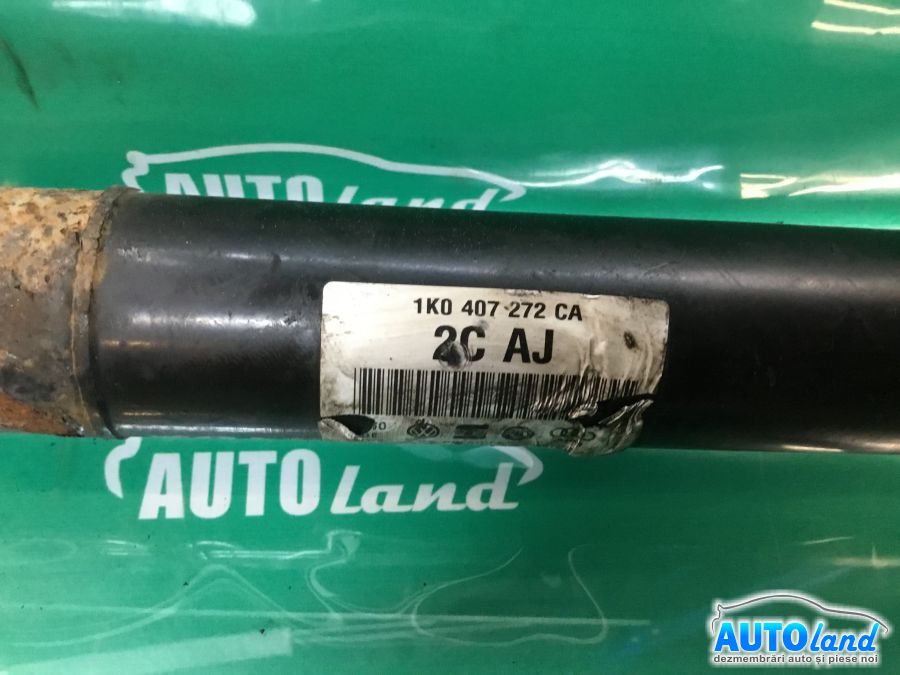 AUTO land
1K0 407 272 CA
2C AJ
AUTO land
AUTOland
dezmembrări auto și piese noi